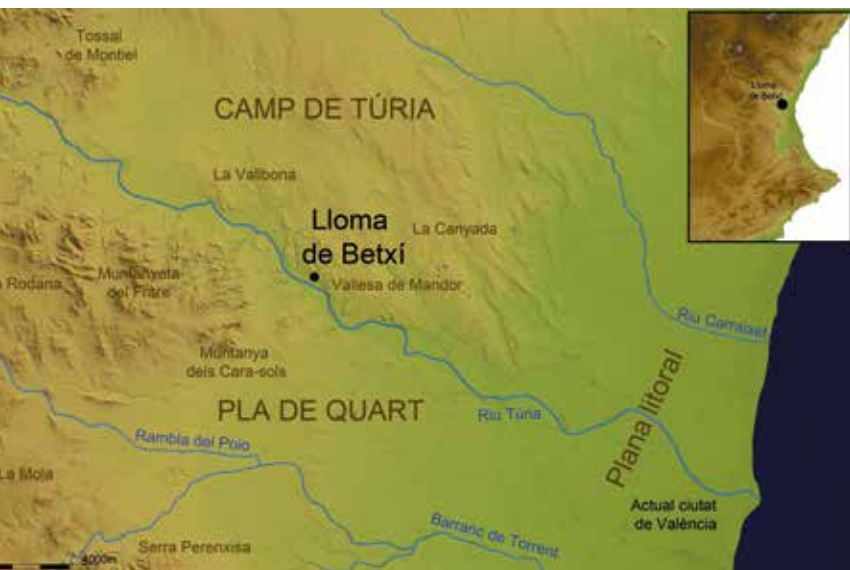 Tossal
de Montiel
CAMP DE TÚRIA
Lloma
de Betxí
La Vallbona
Lloma
de Betxí
La Canyada
Rodana
Muntanyeta
del Frare
Vallesa de Mandor
Riu Carraixet
Muntanya
dels Cara-sols
PLA DE QUART
Riu Túria
Plana litoral
Rambla del Poio
La Mola
Actual ciutat
de València
Barranc de Torrent
Serra Perenxisa
4000m